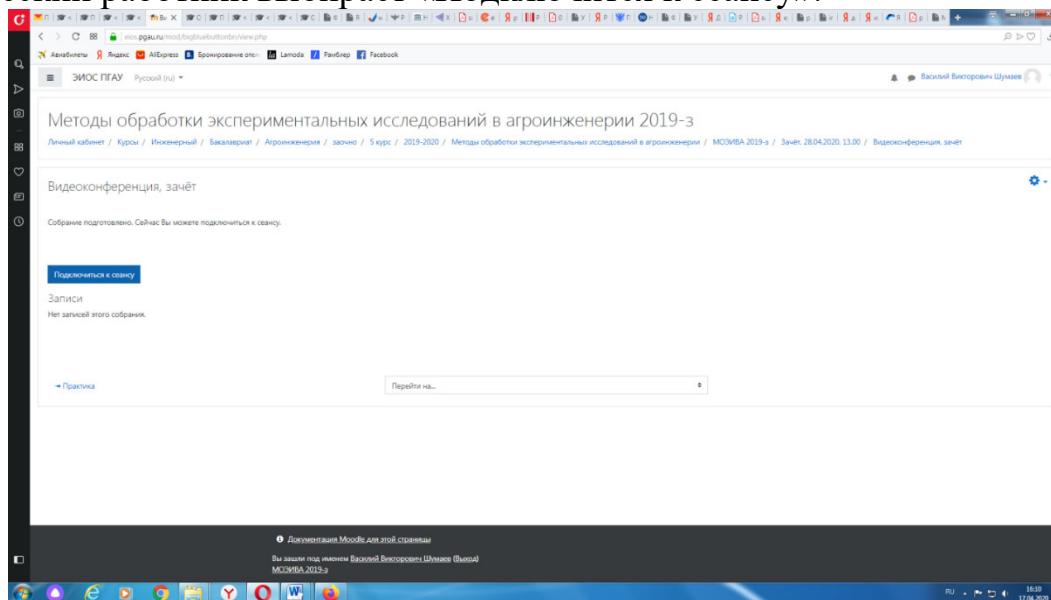 ЭИОС ПГАУ Русский (ru)
Василий Викторович Шумаев
eios.pgau.ru/mod/bigbluebuttonbn/view.php
Авиабилеты Яндекс AliExpress Бронирование отел Lamoda Рамблер Facebook
Методы обработки экспериментальных исследований в агроинженерии 2019-з
Личный кабинет / Курсы / Инженерный / Бакалавриат / Агроинженерия / заочно / 5 курс / 2019-2020 / Методы обработки экспериментальных исследований в агроинженерии / МОЭИВА 2019-з / Зачёт, 28.04.2020, 13.00 / Видеоконференция, зачёт
Видеоконференция, зачёт
Собрание подготовлено. Сейчас Вы можете подключиться к сеансу.
Подключиться к сеансу
Записи
Нет записей этого собрания.
Практика
Перейти на...
Документация Moodle для этой страницы
Вы зашли под именем Василий Викторович Шумаев (Выход)
МОЭИВА 2019-з
RU
16:10
17.04.2020